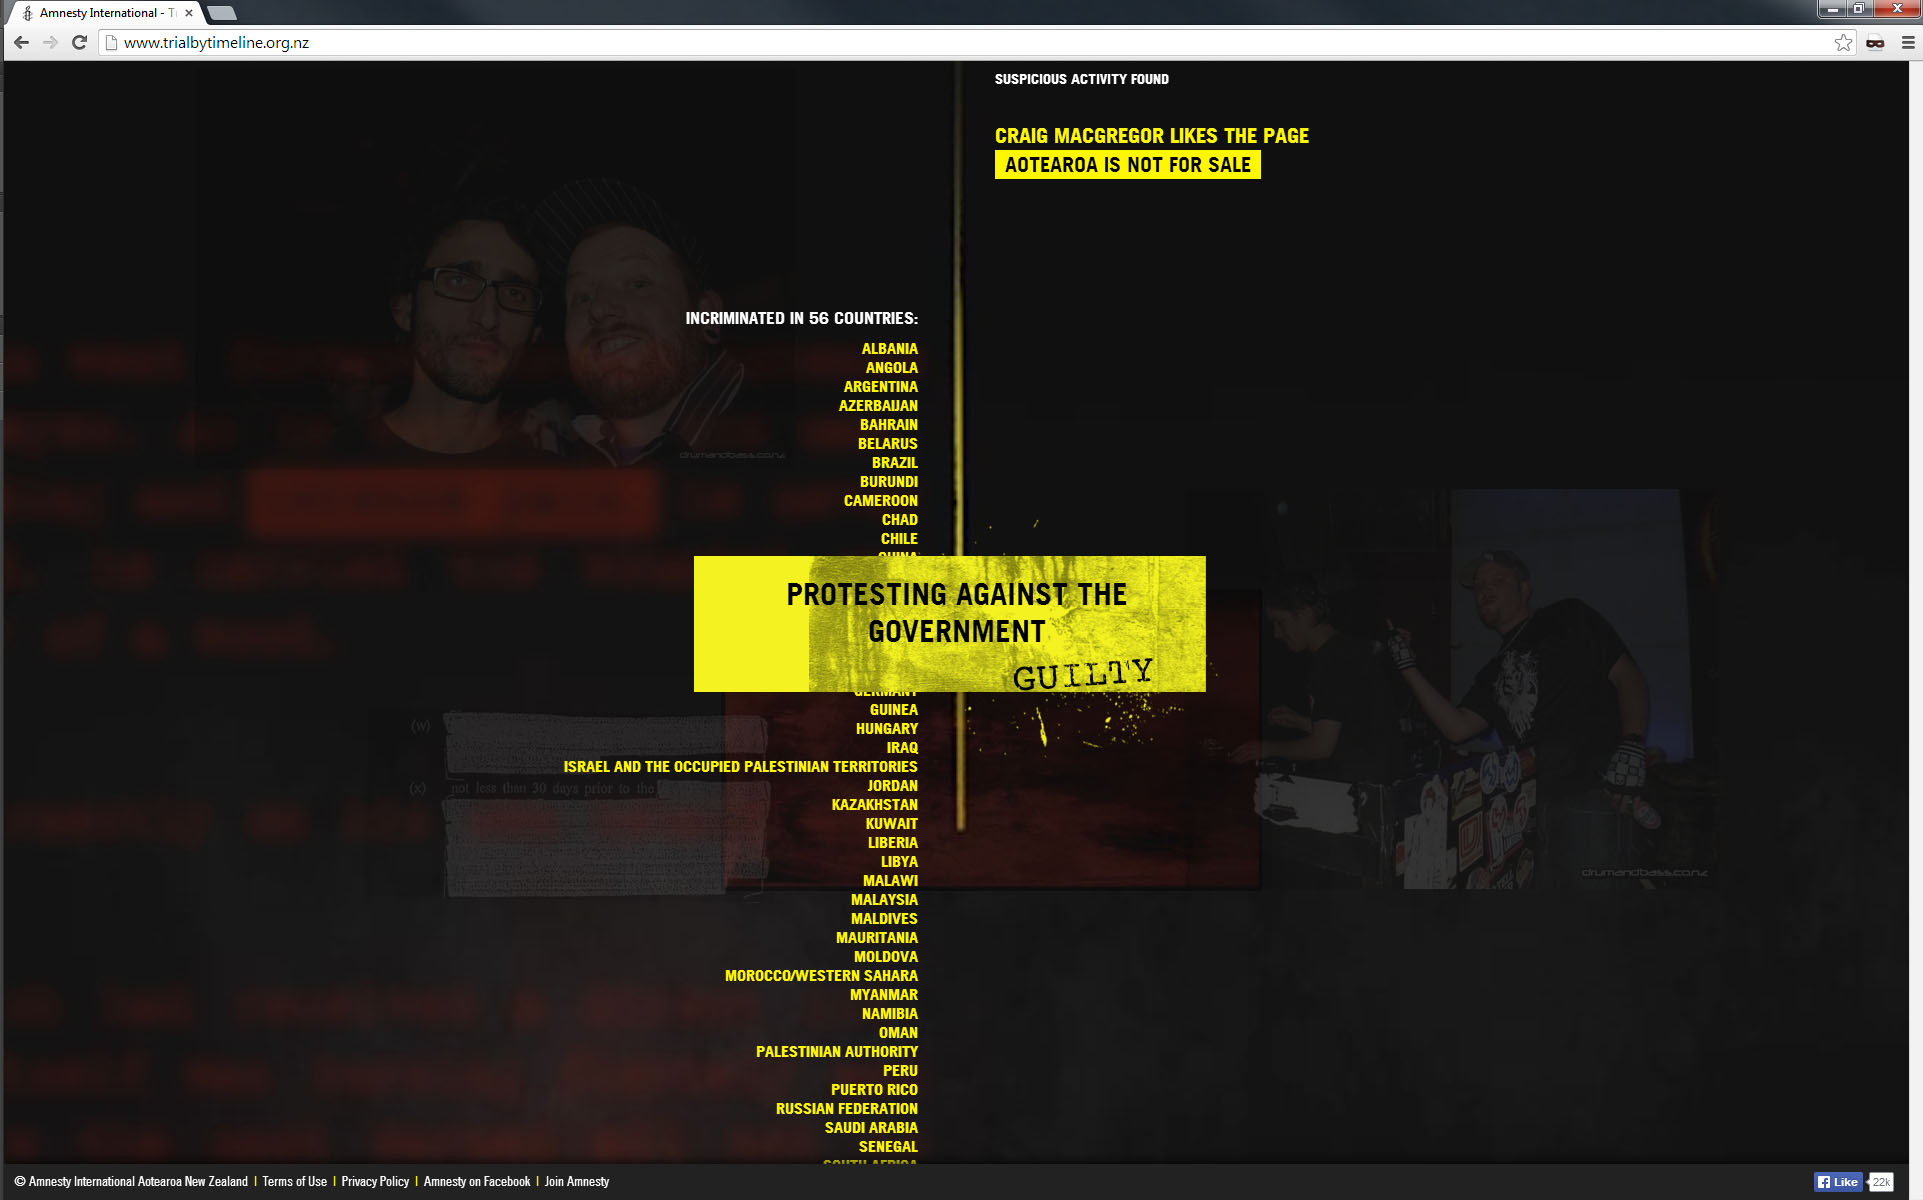 Amnesty International - T
www.trialbytimeline.org.nz
SUSPICIOUS ACTIVITY FOUND
CRAIG MACGREGOR LIKES THE PAGE
AOTEAROA IS NOT FOR SALE
INCRIMINATED IN 56 COUNTRIES:
ALBANIA
ANGOLA
ARGENTINA
AZERBAIJAN
BAHRAIN
BELARUS
BRAZIL
BURUNDI
CAMEROON
CHAD
CHILE
CHINA
PROTESTING AGAINST THE
GOVERNMENT
GUILTY
GERMANY
GUINEA
HUNGARY
IRAQ
ISRAEL AND THE OCCUPIED PALESTINIAN TERRITORIES
JORDAN
KAZAKHSTAN
KUWAIT
LIBERIA
LIBYA
MALAWI
MALAYSIA
MALDIVES
MAURITANIA
MOLDOVA
MOROCCO/WESTERN SAHARA
MYANMAR
NAMIBIA
OMAN
PALESTINIAN AUTHORITY
PERU
PUERTO RICO
RUSSIAN FEDERATION
SAUDI ARABIA
SENEGAL
SOUTH AFRICA
drumandbass.co.nz
(w)
(x) not less than 30 days prior to the
drumandbass.co.nz
© Amnesty International Aotearoa New Zealand | Terms of Use | Privacy Policy | Amnesty on Facebook | Join Amnesty
Like 22k